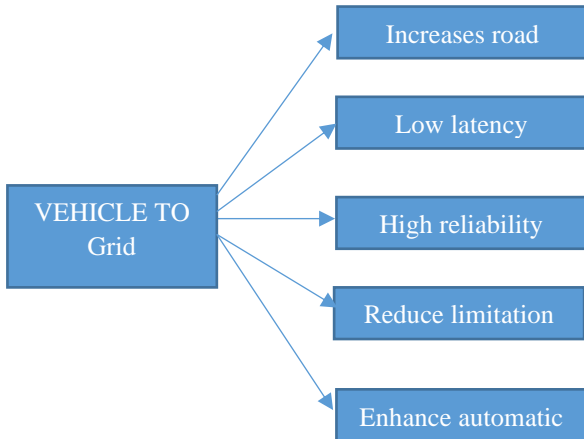 Increases road
Low latency
VEHICLE TO
Grid
High reliability
Reduce limitation
Enhance automatic